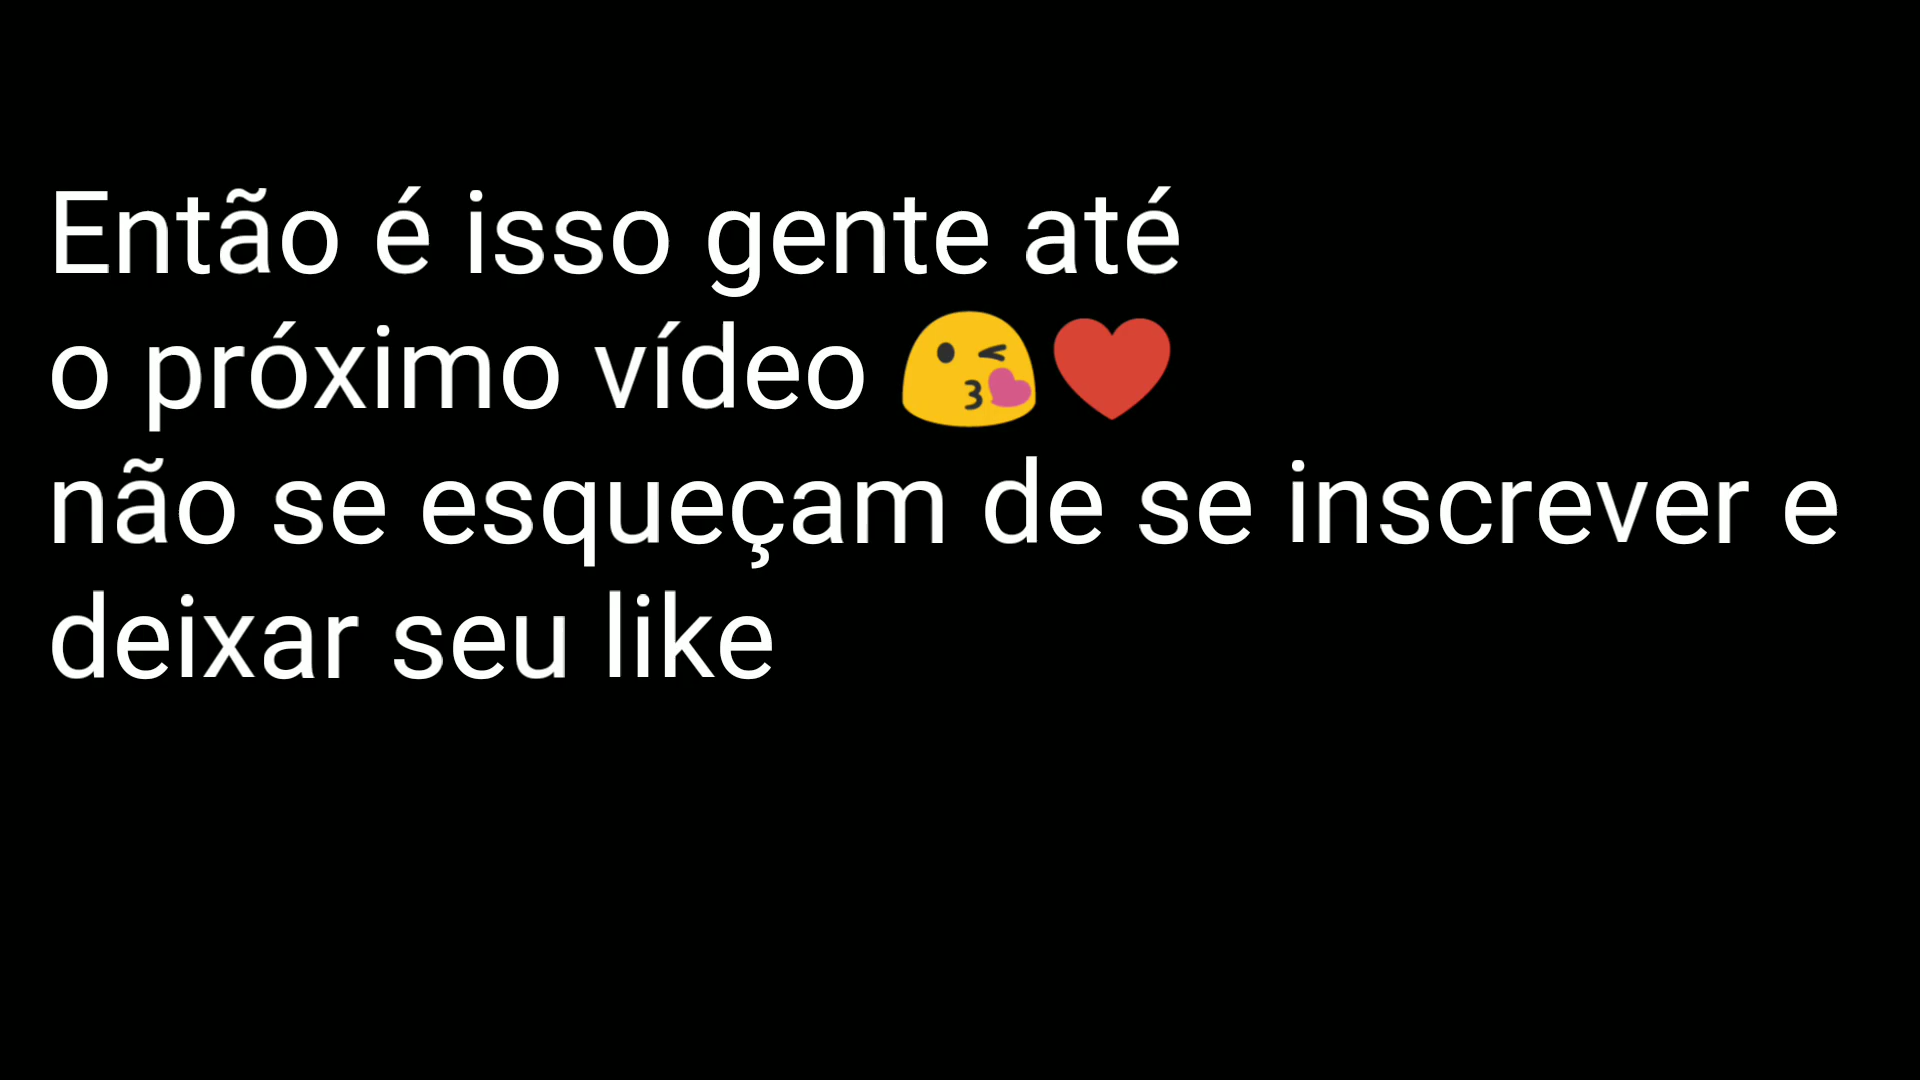 Então é isso gente até
o próximo vídeo 😘❤
não se esqueçam de se inscrever e
deixar seu like